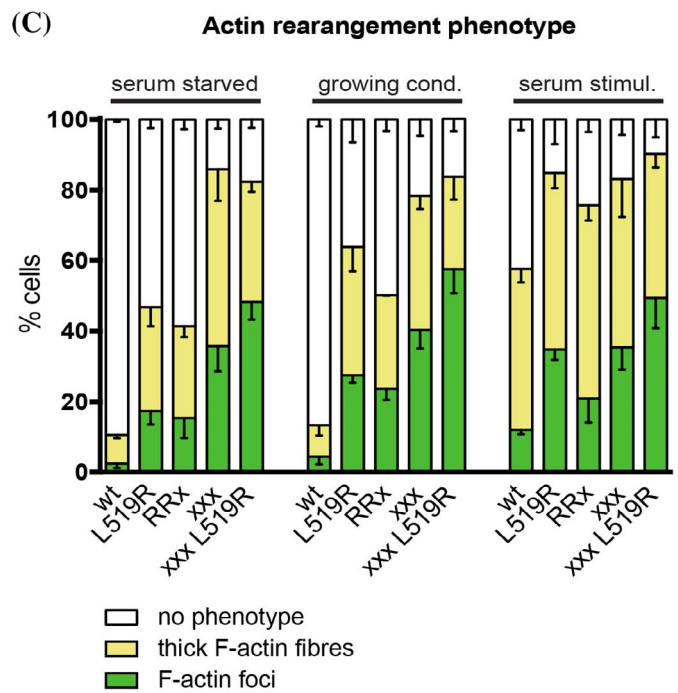 (C)
Actin rearangement phenotype
serum starved growing cond. serum stimul.
100
80
60
40
20
0
% cells
wt L519R RRx xxx xxx L519R wt L519R RRx xxx xxx L519R wt L519R RRx xxx xxx L519R
no phenotype
thick F-actin fibres
F-actin foci